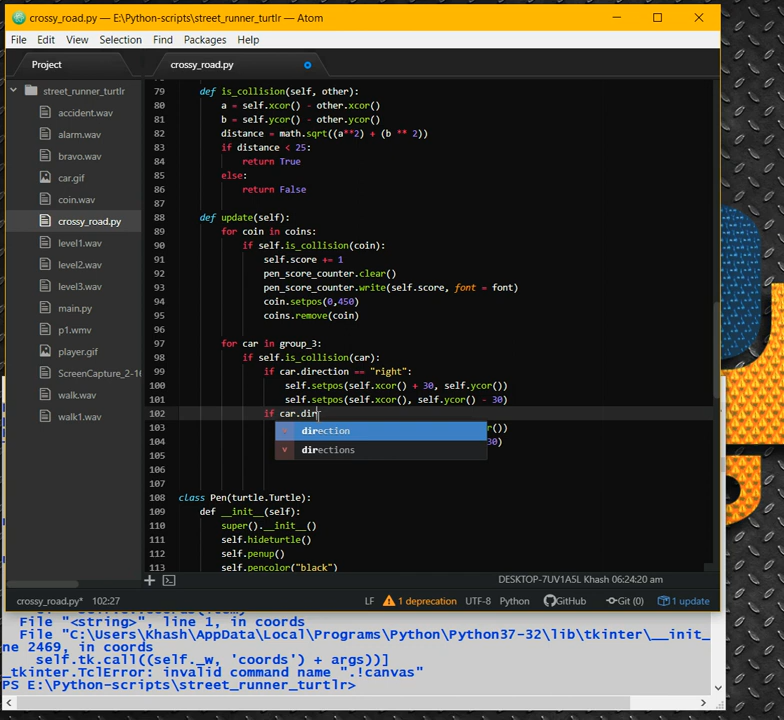 crossy_road.py — E:\Python-scripts\street_runner_turtlr — Atom
File Edit View Selection Find Packages Help
Project
crossy_road.py
street_runner_turtlr
accident.wav
alarm.wav
bravo.wav
car.gif
coin.wav
crossy_road.py
level1.wav
level2.wav
level3.wav
main.py
p1.wmv
player.gif
ScreenCapture_2-1
walk.wav
walk1.wav
79 def is_collision(self, other):
80 a = self.xcor() - other.xcor()
81 b = self.ycor() - other.ycor()
82 distance = math.sqrt((a**2) + (b ** 2))
83 if distance < 25:
84 return True
85 else:
86 return False
87
88 def update(self):
89 for coin in coins:
90 if self.is_collision(coin):
91 self.score += 1
92 pen_score_counter.clear()
93 pen_score_counter.write(self.score, font = font)
94 coin.setpos(0,450)
95 coins.remove(coin)
96
97 for car in group_3:
98 if self.is_collision(car):
99 if car.direction == "right":
100 self.setpos(self.xcor() + 30, self.ycor())
101 self.setpos(self.xcor(), self.ycor() - 30)
102 if car.dir
direction
directions
103 r())
104 30)
105
106
107
108 class Pen(turtle.Turtle):
109 def __init__(self):
110 super().__init__()
111 self.hideturtle()
112 self.penup()
113 self.pencolor("black")
DESKTOP-7UV1A5L Khash 06:24:20 am
crossy_road.py* 102:27 LF 1 deprecation UTF-8 Python GitHub Git (0) 1 update
File "<string>", line 1, in coords
File "C:\Users\Khash\AppData\Local\Programs\Python\Python37-32\lib\tkinter\__init_
ne 2469, in coords
self.tk.call((self._w, 'coords') + args))]
_tkinter.TclError: invalid command name ".!canvas"
PS E:\Python-scripts\street_runner_turtlr>